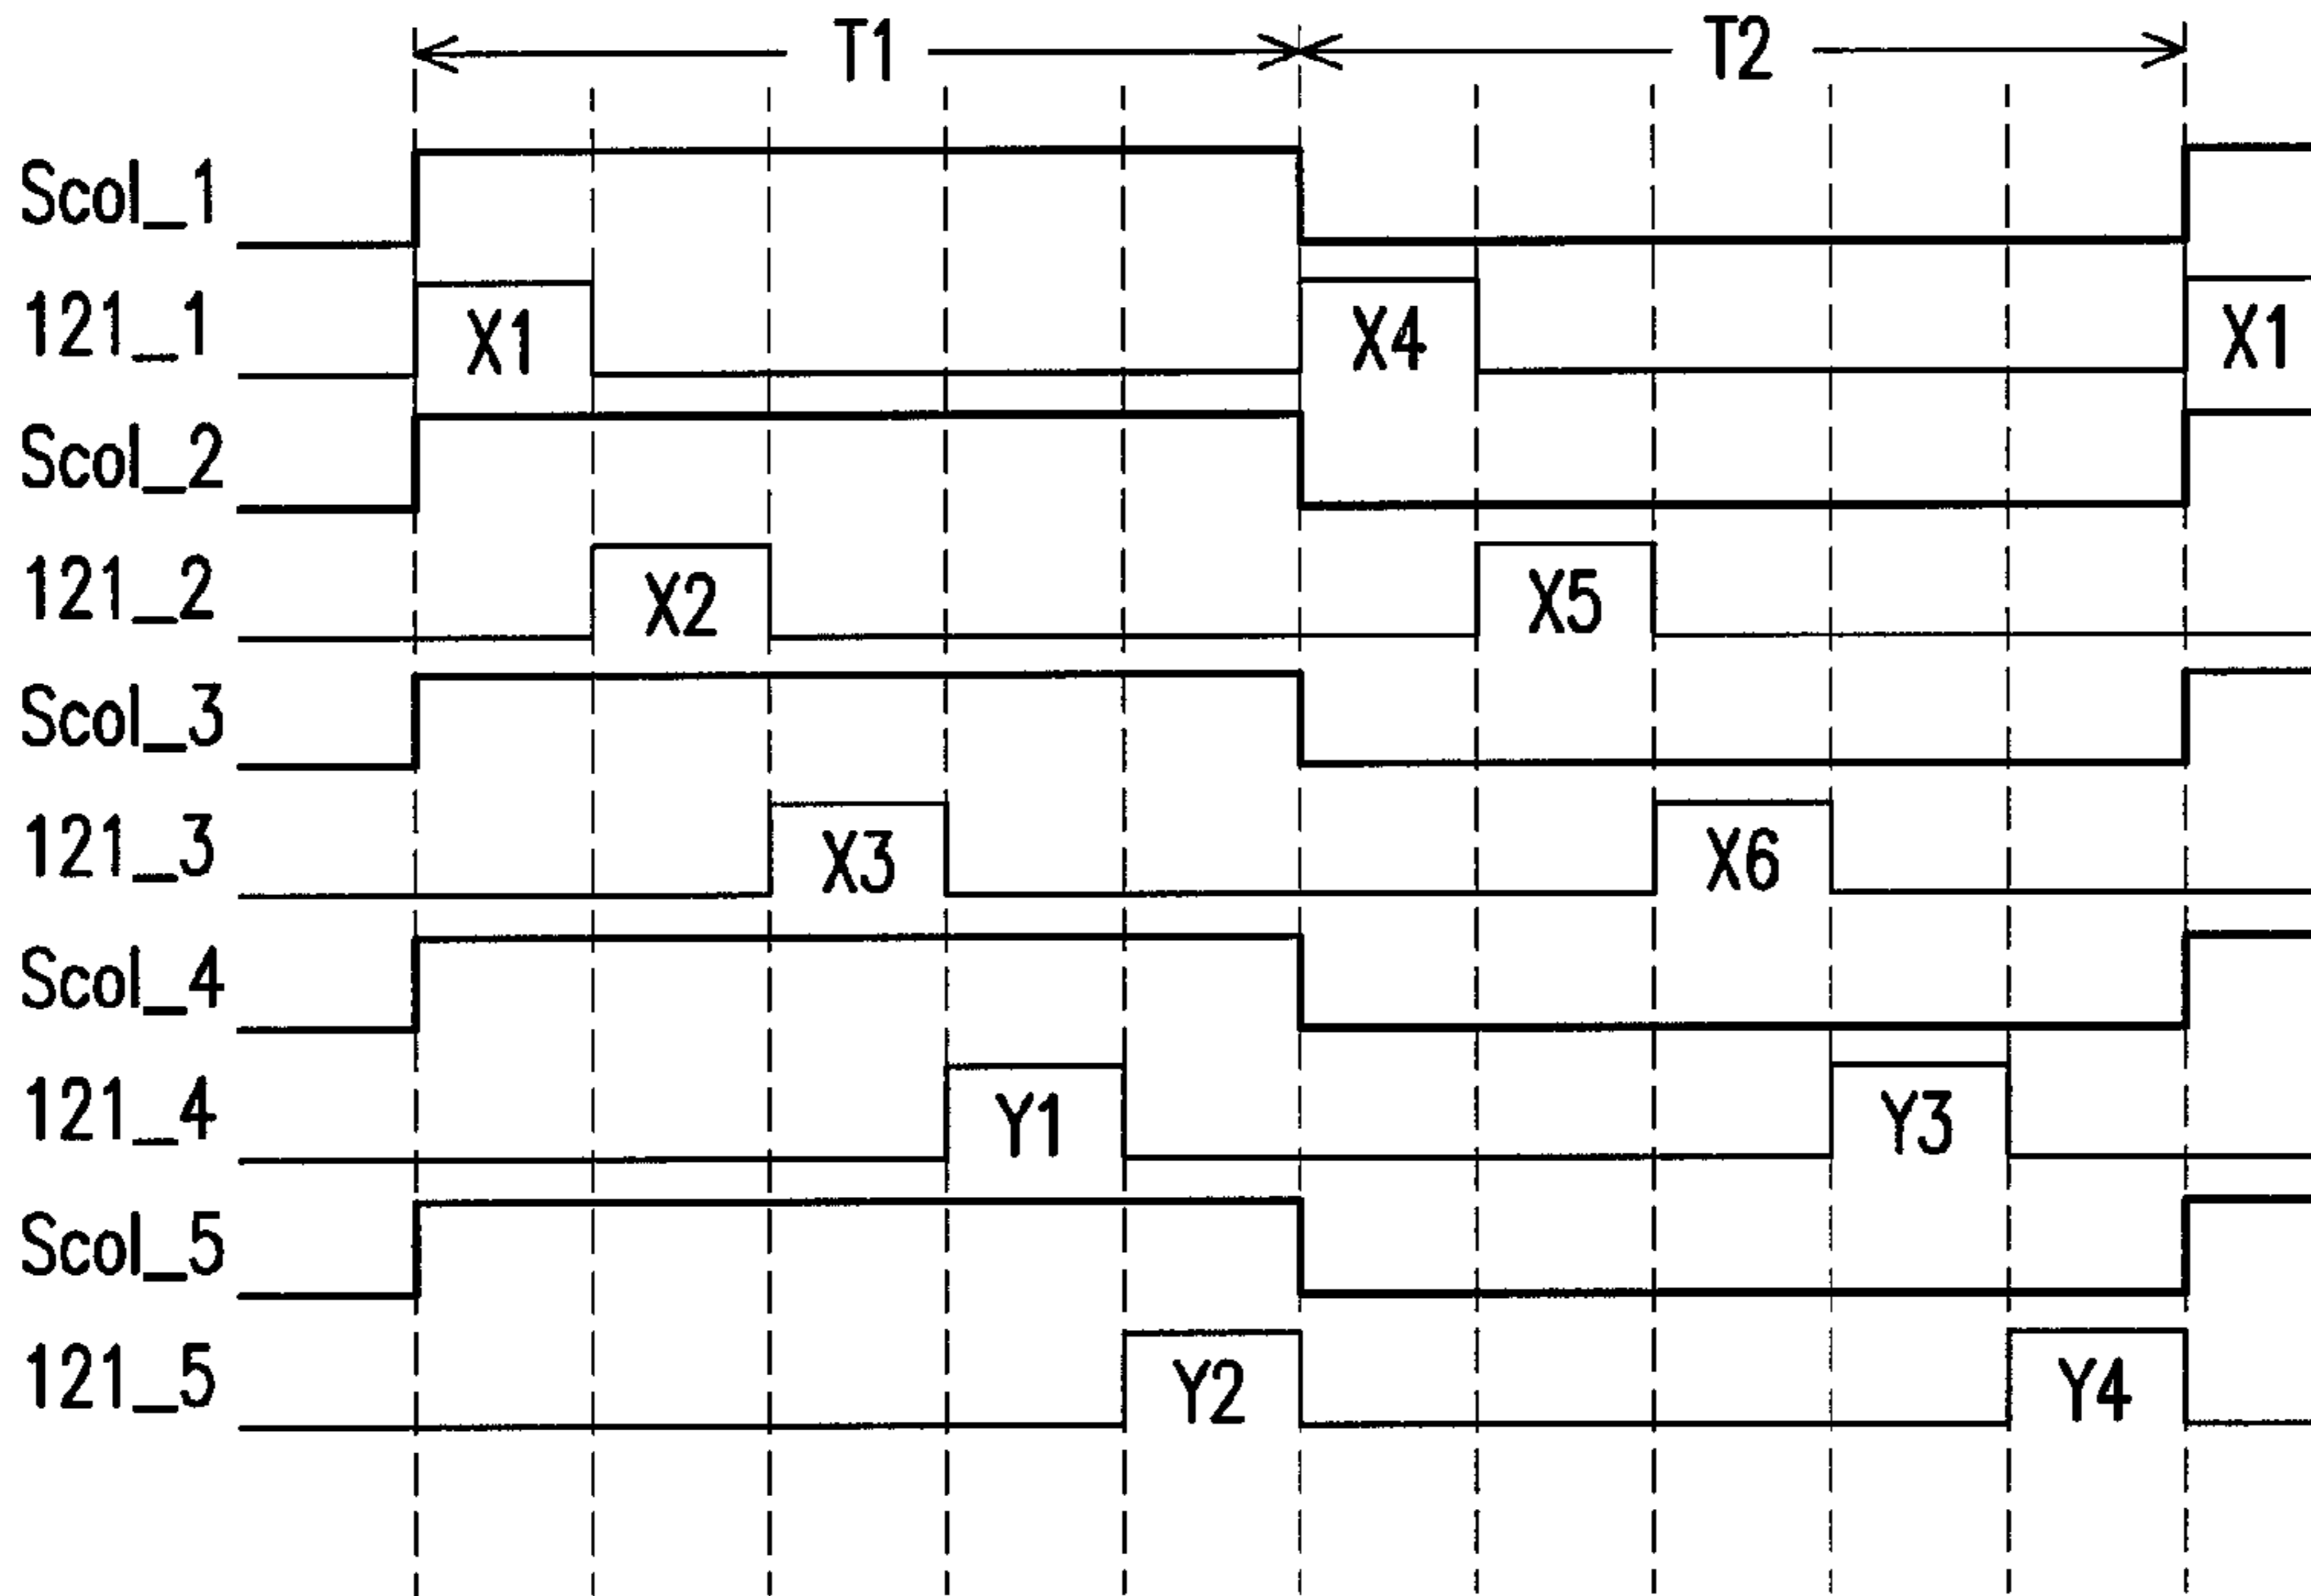 T1 T2
Scol_1
121_1 X1 X4 X1
Scol_2
121_2 X2 X5
Scol_3
121_3 X3 X6
Scol_4
121_4 Y1 Y3
Scol_5
121_5 Y2 Y4